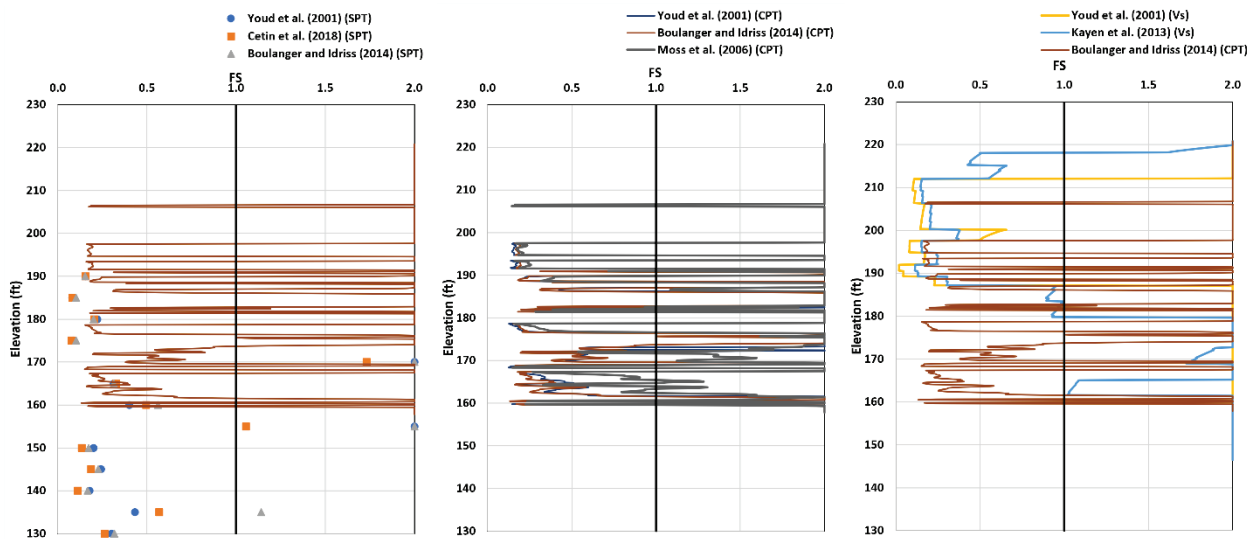 Youd et al. (2001) (SPT)
Cetin et al. (2018) (SPT)
Boulanger and Idriss (2014) (SPT)
FS
0.0 0.5 1.0 1.5 2.0
230
220
210
200
190
180
170
160
150
140
130
Elevation (ft)
Youd et al. (2001) (CPT)
Boulanger and Idriss (2014) (CPT)
Moss et al. (2006) (CPT)
FS
0.0 0.5 1.0 1.5 2.0
230
220
210
200
190
180
170
160
150
140
130
Elevation (ft)
Youd et al. (2001) (Vs)
Kayen et al. (2013) (Vs)
Boulanger and Idriss (2014) (CPT)
FS
0.0 0.5 1.0 1.5 2.0
230
220
210
200
190
180
170
160
150
140
130
Elevation (ft)